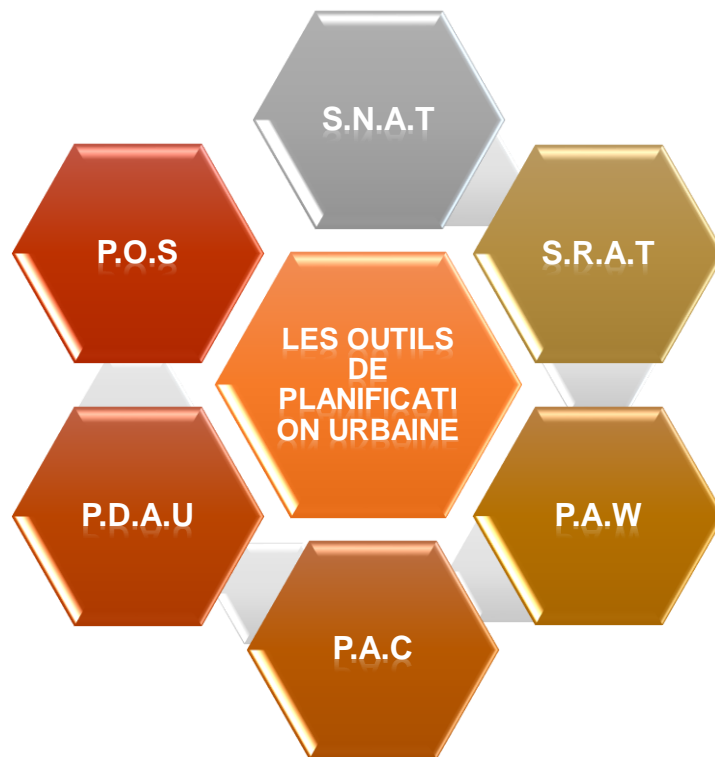 S.N.A.T
S.R.A.T
P.O.S
LES OUTILS
DE
PLANIFICATI
ON URBAINE
P.D.A.U
P.A.W
P.A.C